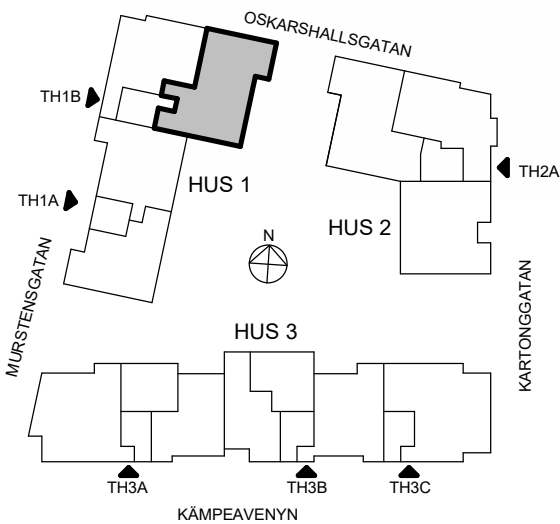 OSKARSHALLSGATAN
TH1B
TH2A
TH1A
HUS 1
HUS 2
N
MURSTENSGATAN
KARTONGGATAN
HUS 3
TH3A
TH3B
TH3C
KÄMPEAVENYN